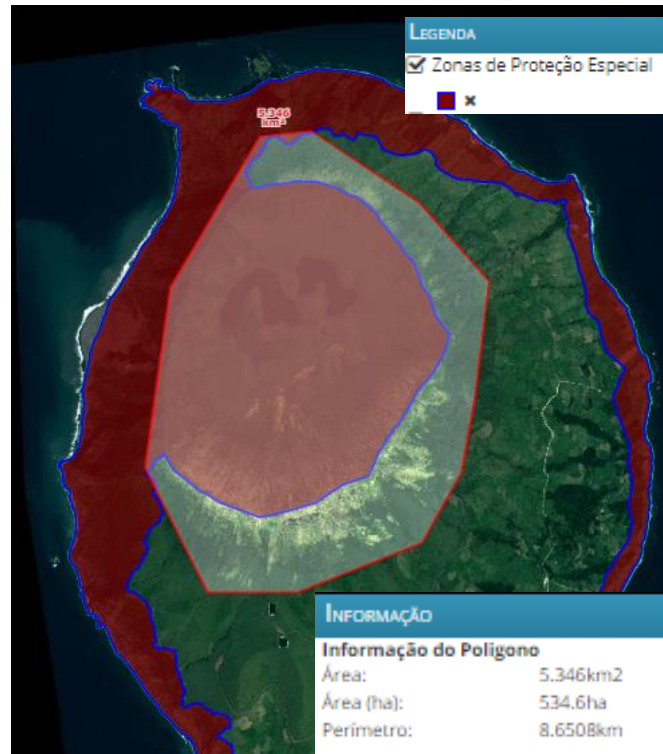 LEGENDA
Zonas de Proteção Especial
5.346
km²
INFORMAÇÃO
Informação do Poligono
Área: 5.346km2
Área (ha): 534.6ha
Perímetro: 8.6508km